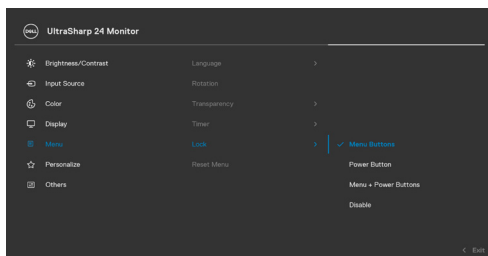 DELL UltraSharp 24 Monitor
Brightness/Contrast Language >
Input Source Rotation
Color Transparency >
Display Timer >
Menu Lock > ✓ Menu Buttons
Personalize Reset Menu Power Button
Others Menu + Power Buttons
Disable
< Exit